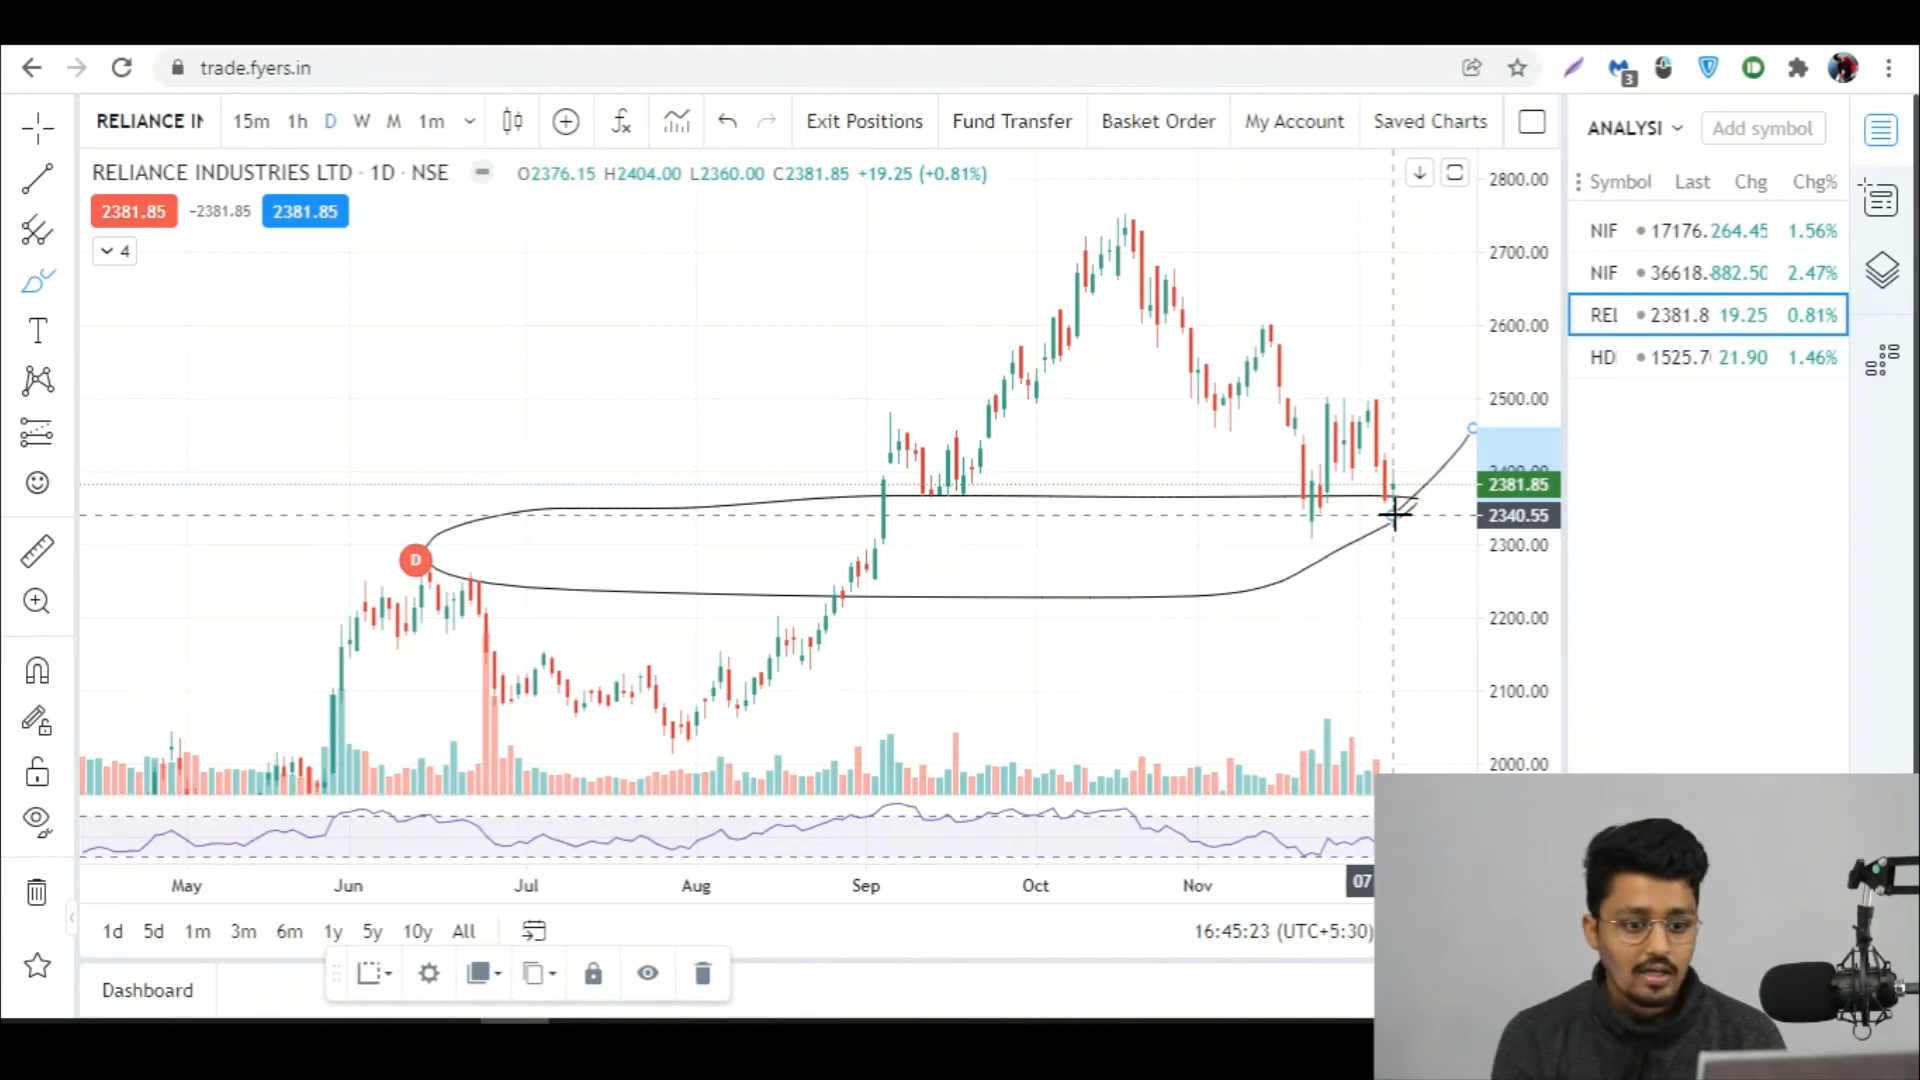 trade.fyers.in
3
RELIANCE IN
15m 1h D W M 1m
Exit Positions
Fund Transfer
Basket Order
My Account
Saved Charts
ANALYSI
Add symbol
RELIANCE INDUSTRIES LTD · 1D · NSE
O2376.15 H2404.00 L2360.00 C2381.85 +19.25 (+0.81%)
2381.85 −2381.85 2381.85
4
Symbol Last Chg Chg%
NIF 17176. 264.45 1.56%
NIF 36618. 882.50 2.47%
REL 2381.8 19.25 0.81%
HD 1525.7 21.90 1.46%
2800.00
2700.00
2600.00
2500.00
2400.00
2381.85
2340.55
2300.00
2200.00
2100.00
2000.00
D
May Jun Jul Aug Sep Oct Nov 07
1d 5d 1m 3m 6m 1y 5y 10y All
16:45:23 (UTC+5:30)
Dashboard